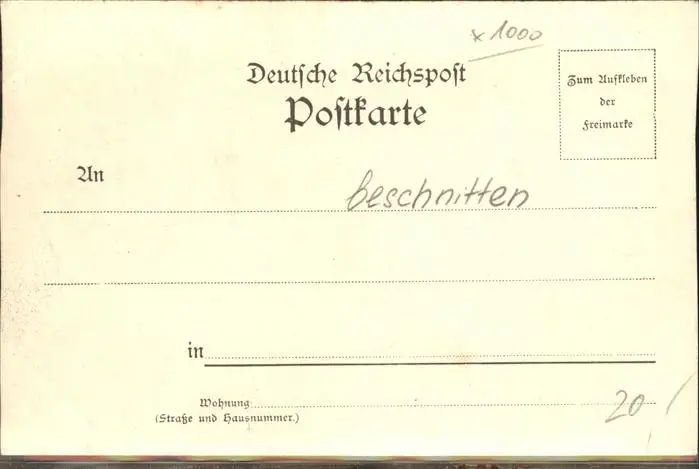 x 1000
Deutsche Reichspost
Postkarte
Zum Aufkleben
der
Freimarke
An
beschnitten
in
Wohnung
(Straße und Hausnummer.)
20